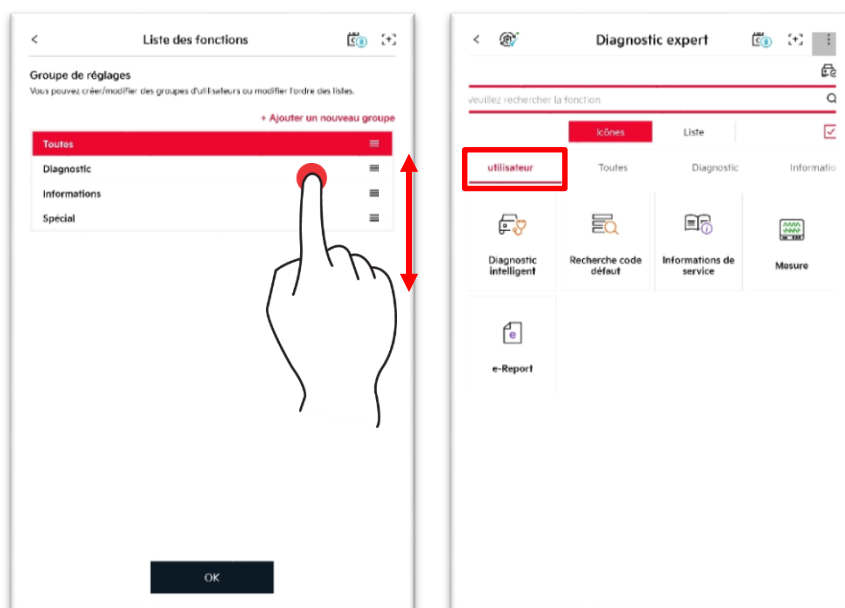 Liste des fonctions
Groupe de réglages
Vous pouvez créer/modifier des groupes d'utilisateurs ou modifier l'ordre des listes.
+ Ajouter un nouveau groupe
Toutes
Diagnostic
Informations
Spécial
OK
Diagnostic expert
Veuillez rechercher la fonction
Icônes Liste
utilisateur Toutes Diagnostic Informatio
Diagnostic intelligent
Recherche code défaut
Informations de service
Mesure
e-Report